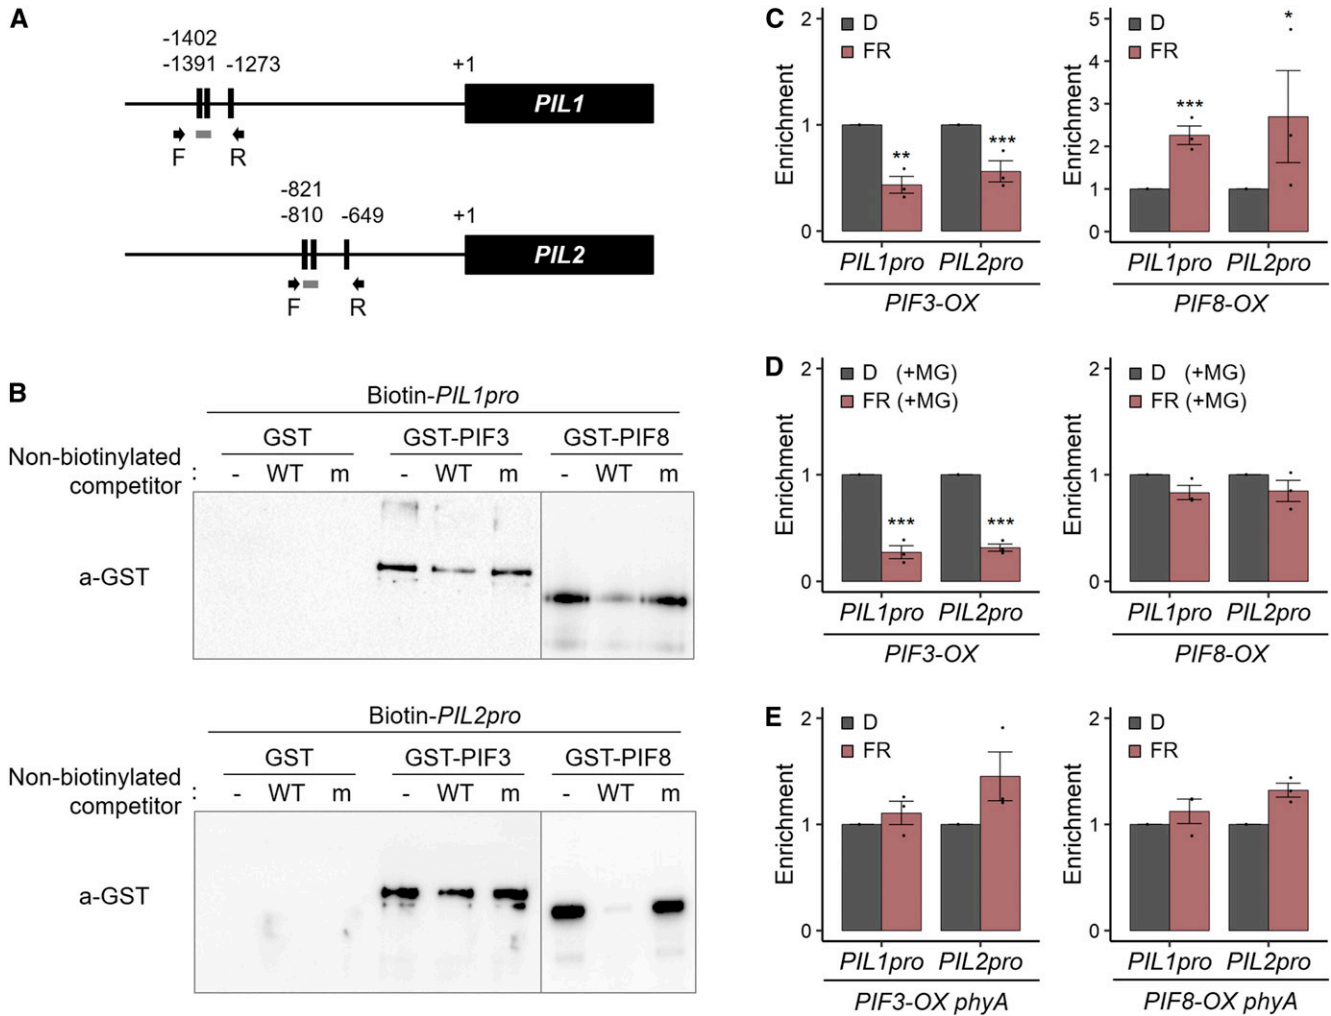 A
-1402
-1391 -1273 +1
PIL1
F R
-821
-810 -649 +1
PIL2
F R
B
Biotin-PIL1pro
GST GST-PIF3 GST-PIF8
Non-biotinylated
competitor : - WT m - WT m - WT m
a-GST
Biotin-PIL2pro
GST GST-PIF3 GST-PIF8
Non-biotinylated
competitor : - WT m - WT m - WT m
a-GST
C
D
FR
Enrichment
2
1
0
** ***
PIL1pro PIL2pro
PIF3-OX
D
FR
Enrichment
5
4
3
2
1
0
*** *
PIL1pro PIL2pro
PIF8-OX
D
D (+MG)
FR (+MG)
Enrichment
2
1
0
*** ***
PIL1pro PIL2pro
PIF3-OX
D (+MG)
FR (+MG)
Enrichment
2
1
0
PIL1pro PIL2pro
PIF8-OX
E
D
FR
Enrichment
2
1
0
PIL1pro PIL2pro
PIF3-OX phyA
D
FR
Enrichment
2
1
0
PIL1pro PIL2pro
PIF8-OX phyA